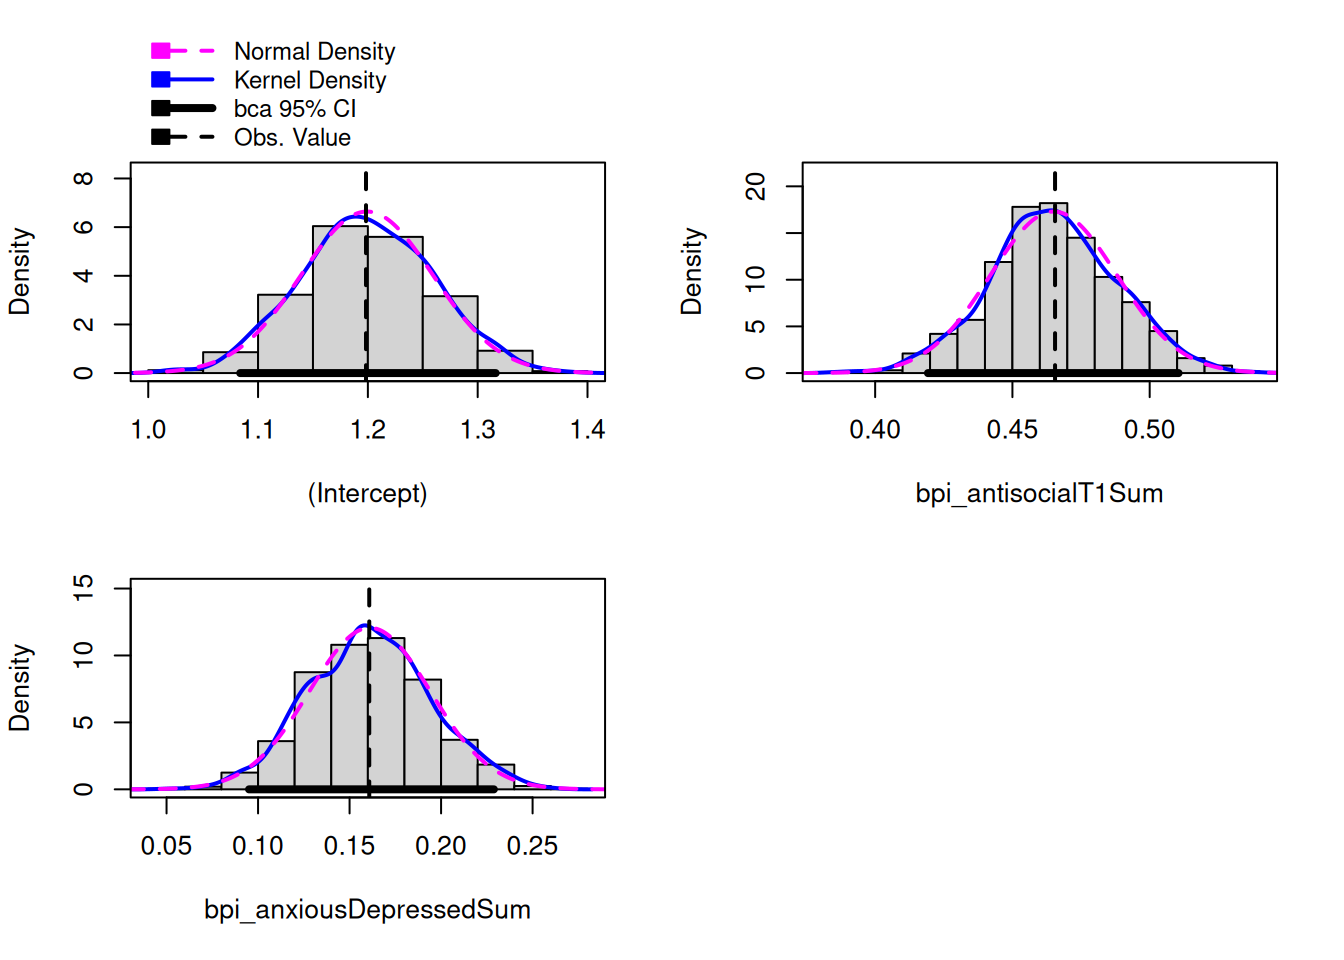 Normal Density
Kernel Density
bca 95% CI
Obs. Value
Density
8
6
4
2
0
1.0 1.1 1.2 1.3 1.4
(Intercept)
Density
20
10
5
0
0.40 0.45 0.50
bpi_antisocialT1Sum
Density
15
10
5
0
0.05 0.10 0.15 0.20 0.25
bpi_anxiousDepressedSum